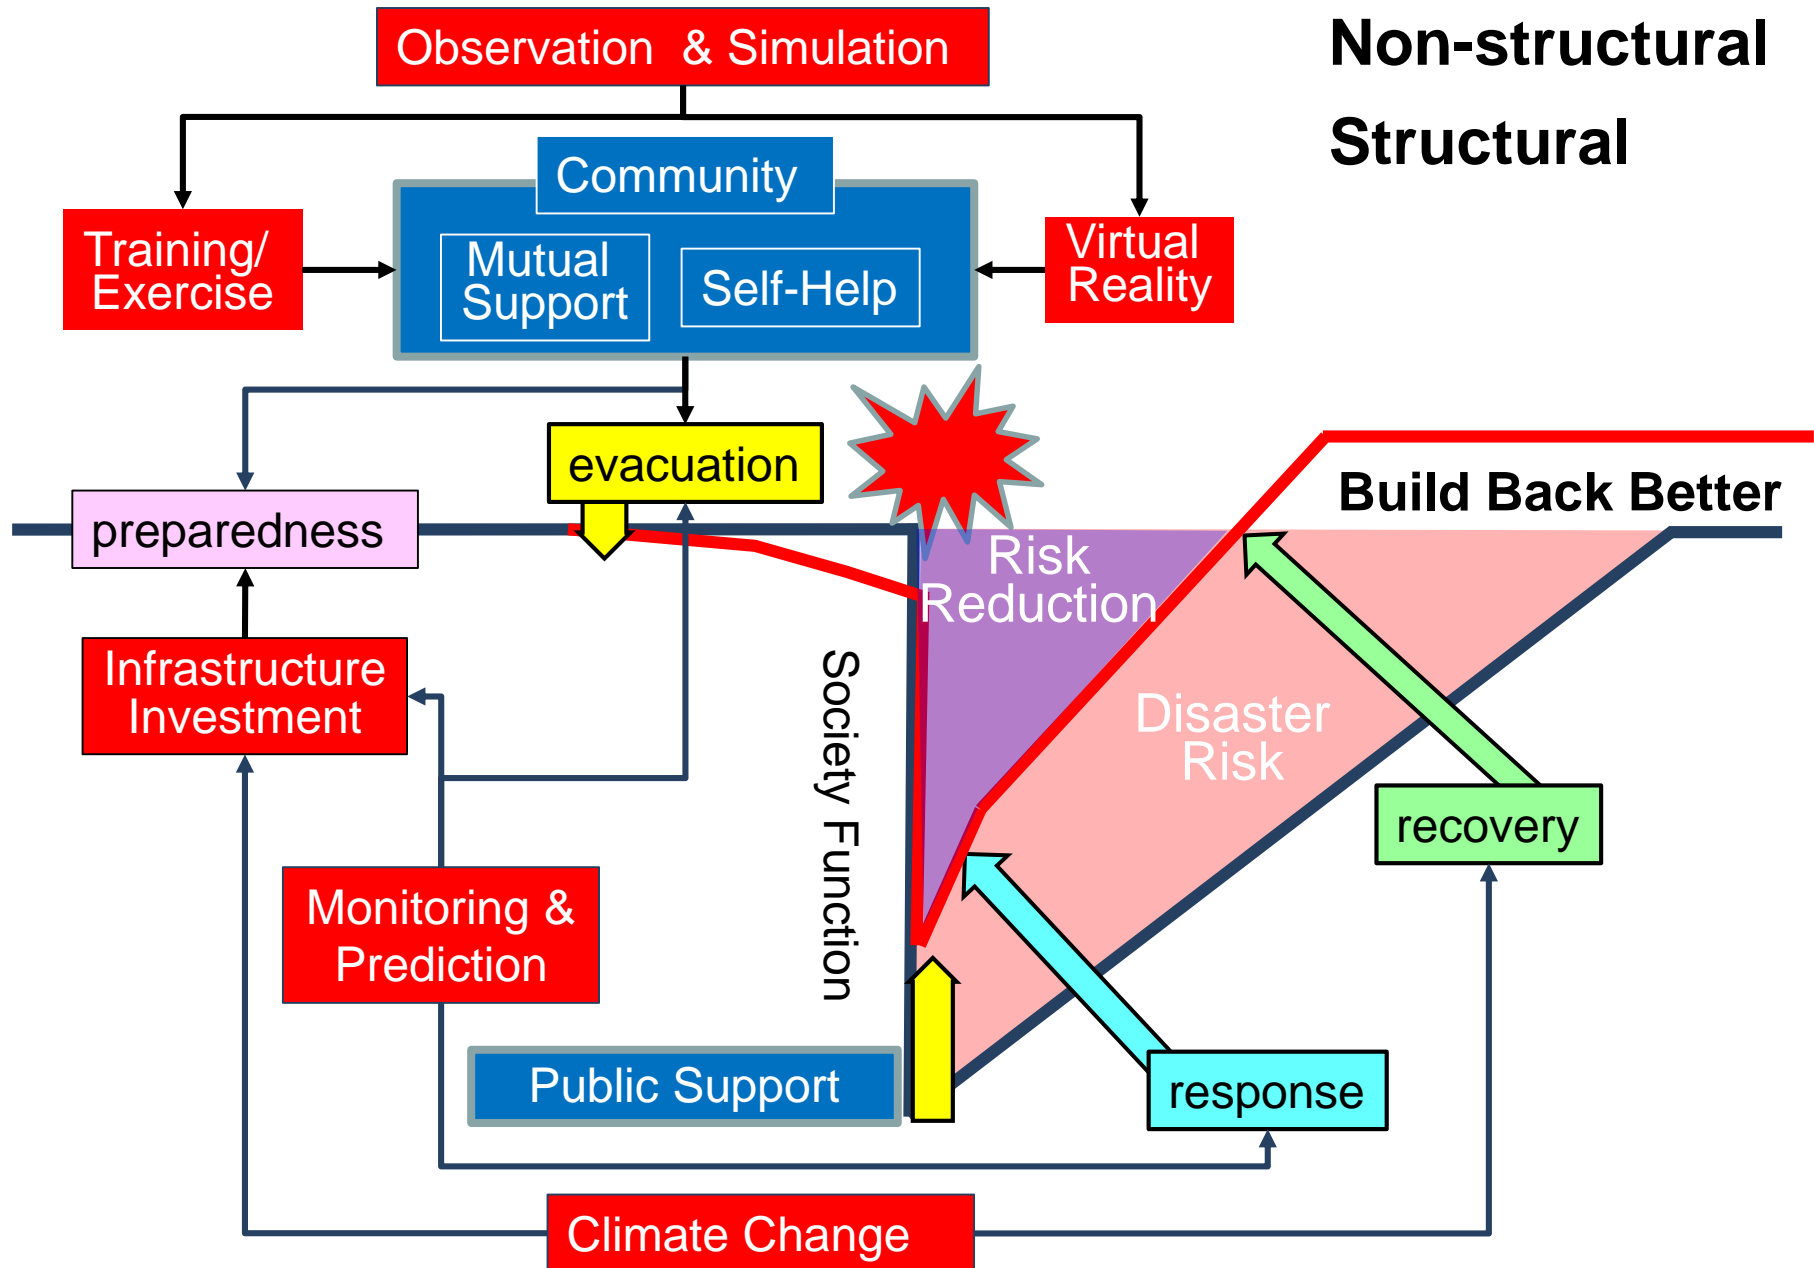 Observation & Simulation
Non-structural
Structural
Community
Training/
Exercise
Mutual
Support
Self-Help
Virtual
Reality
evacuation
Build Back Better
preparedness
Risk
Reduction
Infrastructure
Investment
Society Function
Disaster
Risk
recovery
Monitoring &
Prediction
Public Support
response
Climate Change